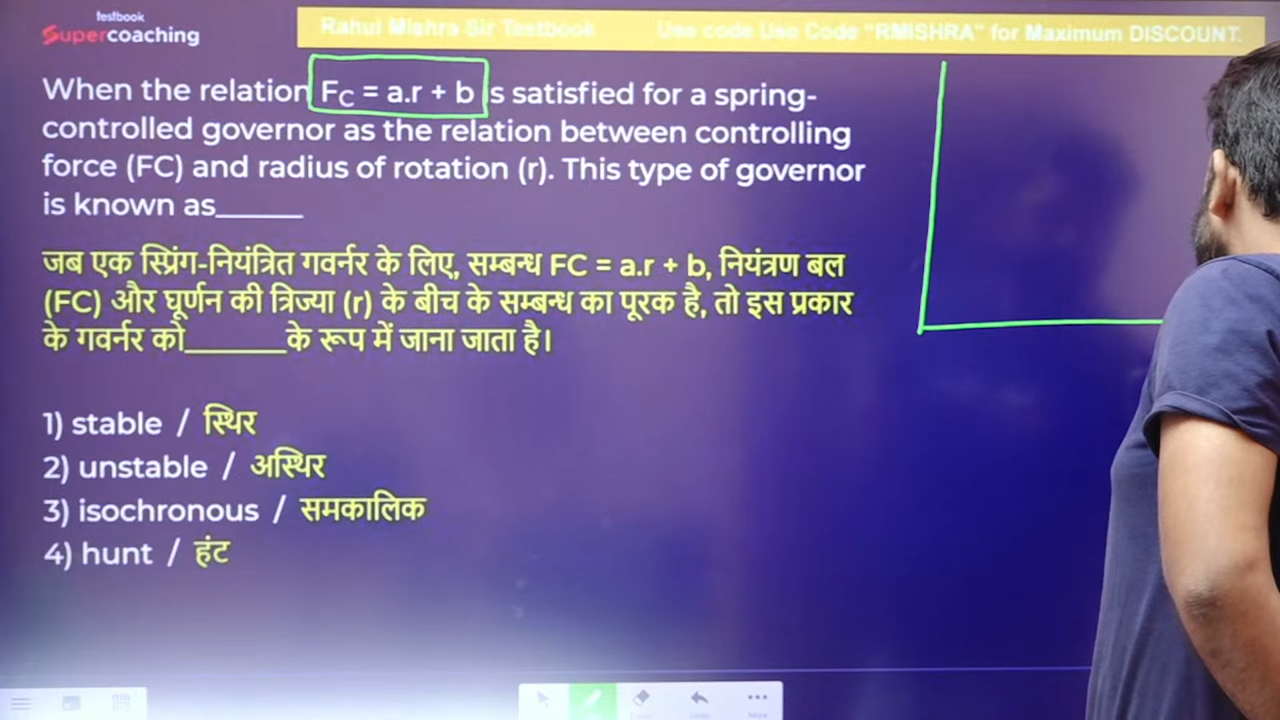 testbook
Supercoaching
Rahul Mishra Sir Testbook Use code Use Code "RMISHRA" for Maximum DISCOUNT.
When the relation F_C = a.r + b is satisfied for a spring-
controlled governor as the relation between controlling
force (FC) and radius of rotation (r). This type of governor
is known as______
जब एक स्प्रिंग-नियंत्रित गवर्नर के लिए, सम्बन्ध FC = a.r + b, नियंत्रण बल
(FC) और घूर्णन की त्रिज्या (r) के बीच के सम्बन्ध का पूरक है, तो इस प्रकार
के गवर्नर को_______के रूप में जाना जाता है।
1) stable / स्थिर
2) unstable / अस्थिर
3) isochronous / समकालिक
4) hunt / हंट
More